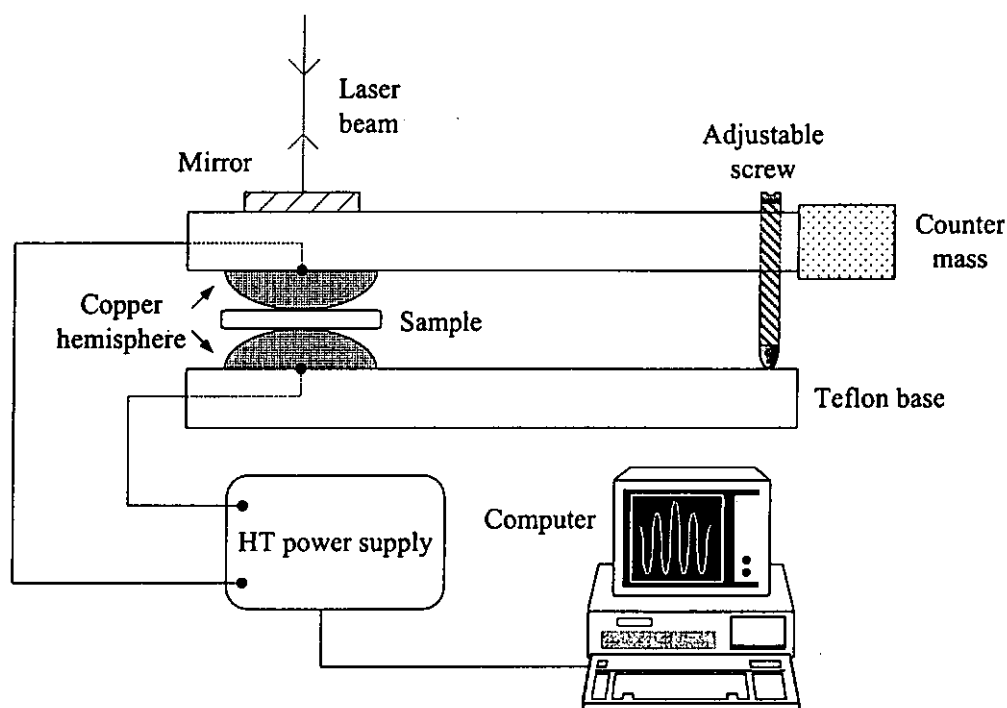 Laser
beam
Mirror
Adjustable
screw
Counter
mass
Copper
hemisphere
Sample
Teflon base
Computer
HT power supply